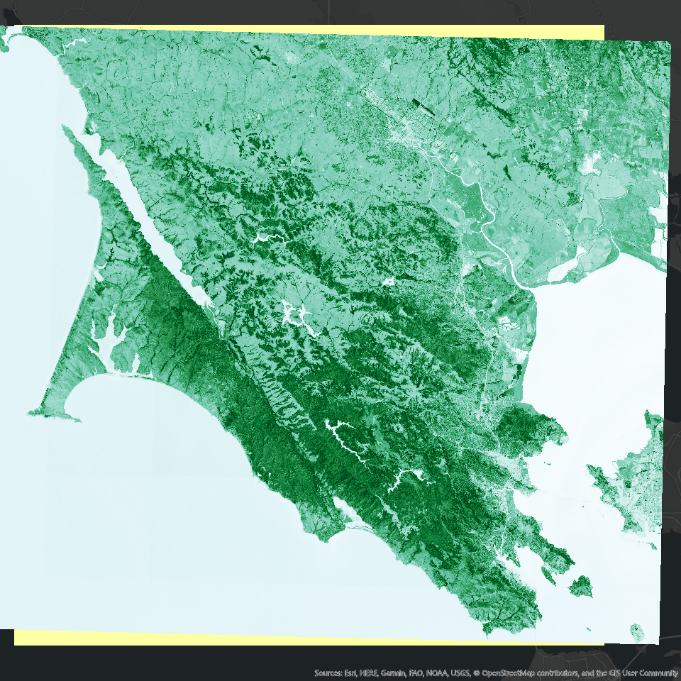 Sources: Esri, HERE, Garmin, FAO, NOAA, USGS, © OpenStreetMap contributors, and the GIS User Community